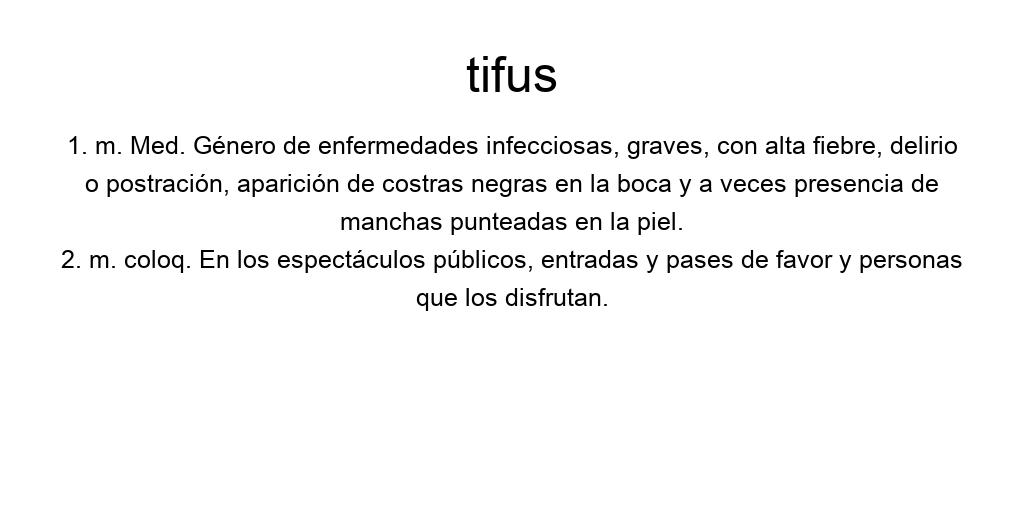 tifus
1. m. Med. Género de enfermedades infecciosas, graves, con alta fiebre, delirio
o postración, aparición de costras negras en la boca y a veces presencia de
manchas punteadas en la piel.
2. m. coloq. En los espectáculos públicos, entradas y pases de favor y personas
que los disfrutan.